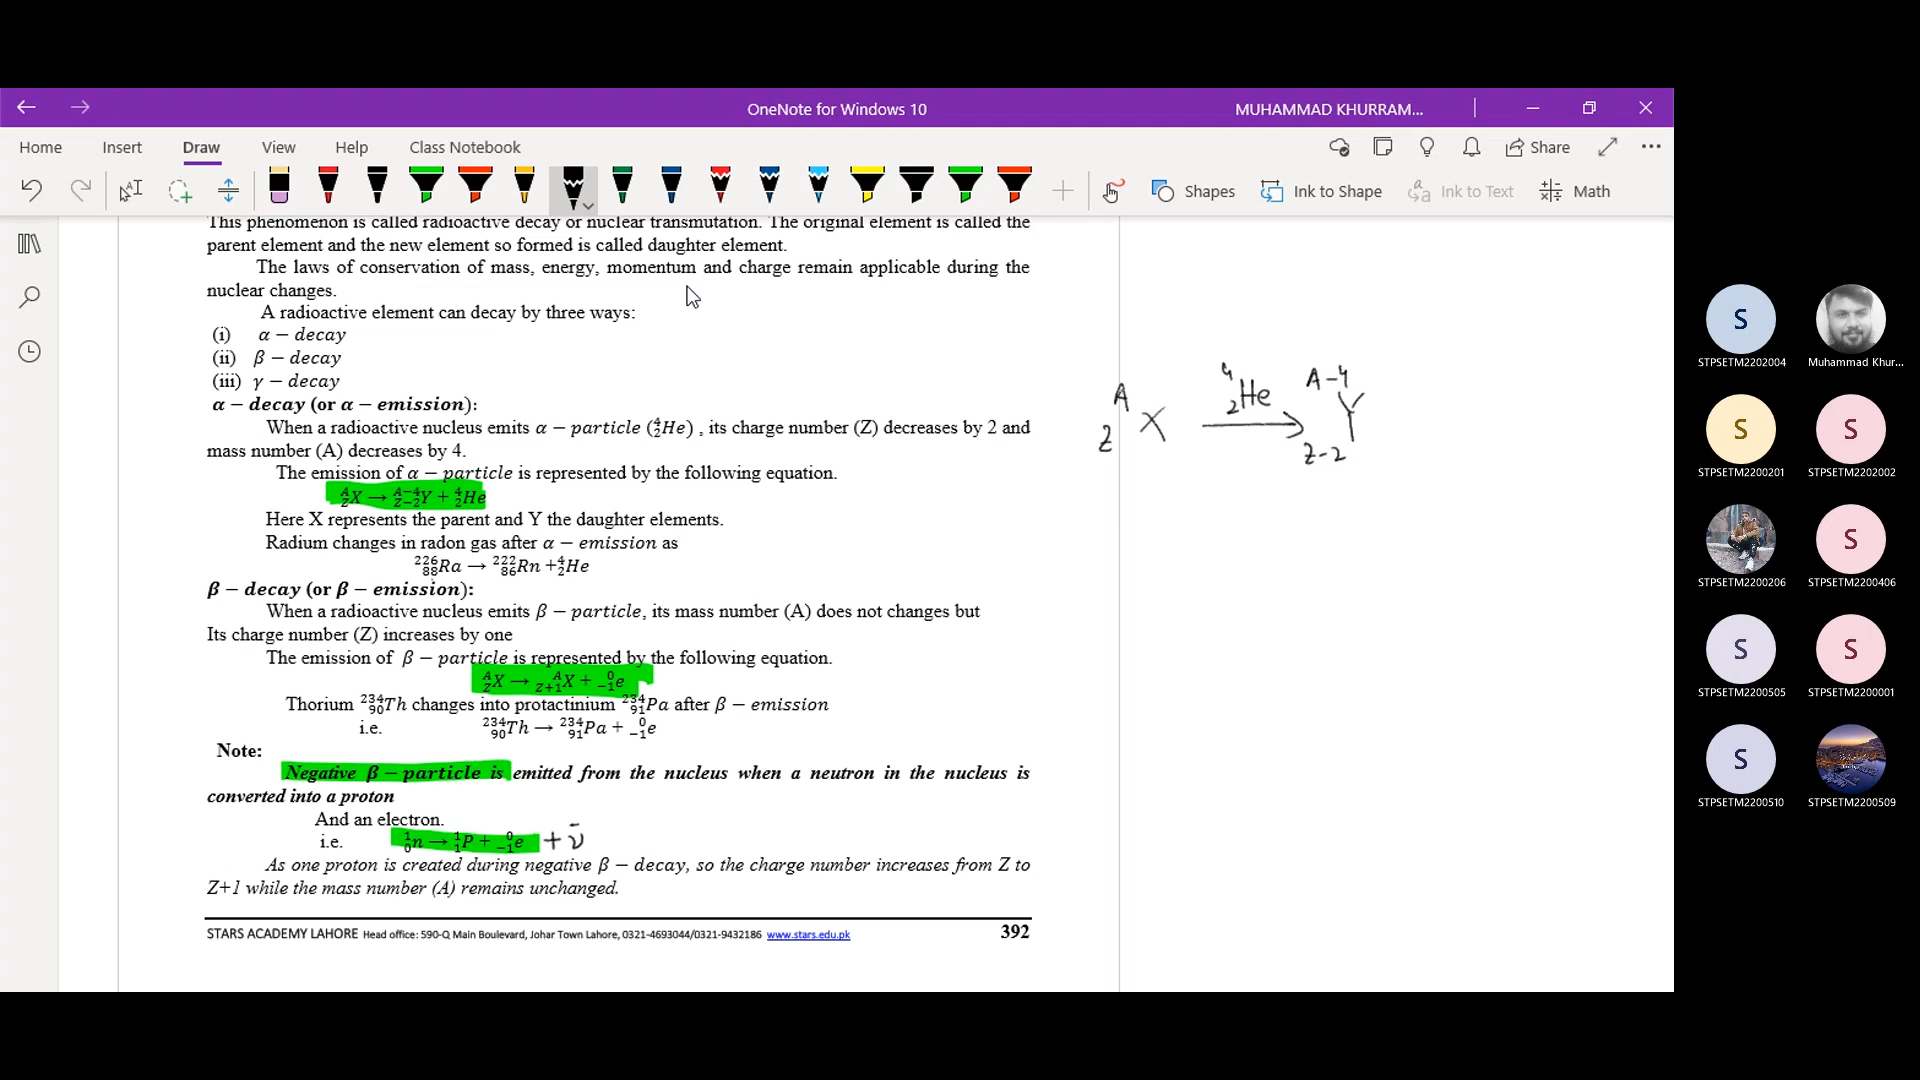 OneNote for Windows 10
MUHAMMAD KHURRAM...
Home Insert Draw View Help Class Notebook
Share
Shapes Ink to Shape Ink to Text Math
This phenomenon is called radioactive decay or nuclear transmutation. The original element is called the
parent element and the new element so formed is called daughter element.
The laws of conservation of mass, energy, momentum and charge remain applicable during the
nuclear changes.
A radioactive element can decay by three ways:
(i) α − decay
(ii) β − decay
(iii) γ − decay
α − decay (or α − emission):
When a radioactive nucleus emits α − particle (⁴₂He) , its charge number (Z) decreases by 2 and
mass number (A) decreases by 4.
The emission of α − particle is represented by the following equation.
ᴬ_Z X → ᴬ⁻⁴_Z₋₂ Y + ⁴₂He
Here X represents the parent and Y the daughter elements.
Radium changes in radon gas after α − emission as
²²⁶₈₈Ra → ²²²₈₆Rn +⁴₂He
β − decay (or β − emission):
When a radioactive nucleus emits β − particle, its mass number (A) does not changes but
Its charge number (Z) increases by one
The emission of β − particle is represented by the following equation.
ᴬ_Z X → ᴬ_Z₊₁ X + ⁰₋₁e
Thorium ²³⁴₉₀Th changes into protactinium ²³⁴₉₁Pa after β − emission
i.e. ²³⁴₉₀Th → ²³⁴₉₁Pa + ⁰₋₁e
Note:
Negative β − particle is emitted from the nucleus when a neutron in the nucleus is
converted into a proton
And an electron.
i.e. ¹₀n → ¹₁P + ⁰₋₁e + ν̄
As one proton is created during negative β − decay, so the charge number increases from Z to
Z+1 while the mass number (A) remains unchanged.
STARS ACADEMY LAHORE Head office: 590-Q Main Boulevard, Johar Town Lahore, 0321-4693044/0321-9432186 www.stars.edu.pk 392
ᴬ_Z X ⁴₂He → ᴬ⁻⁴_Z₋₂ Y
S
STPSETM2202004 Muhammad Khur...
S S
STPSETM2200201 STPSETM2202002
S
STPSETM2200206 STPSETM2200406
S S
STPSETM2200505 STPSETM2200001
S
STPSETM2200510 STPSETM2200509